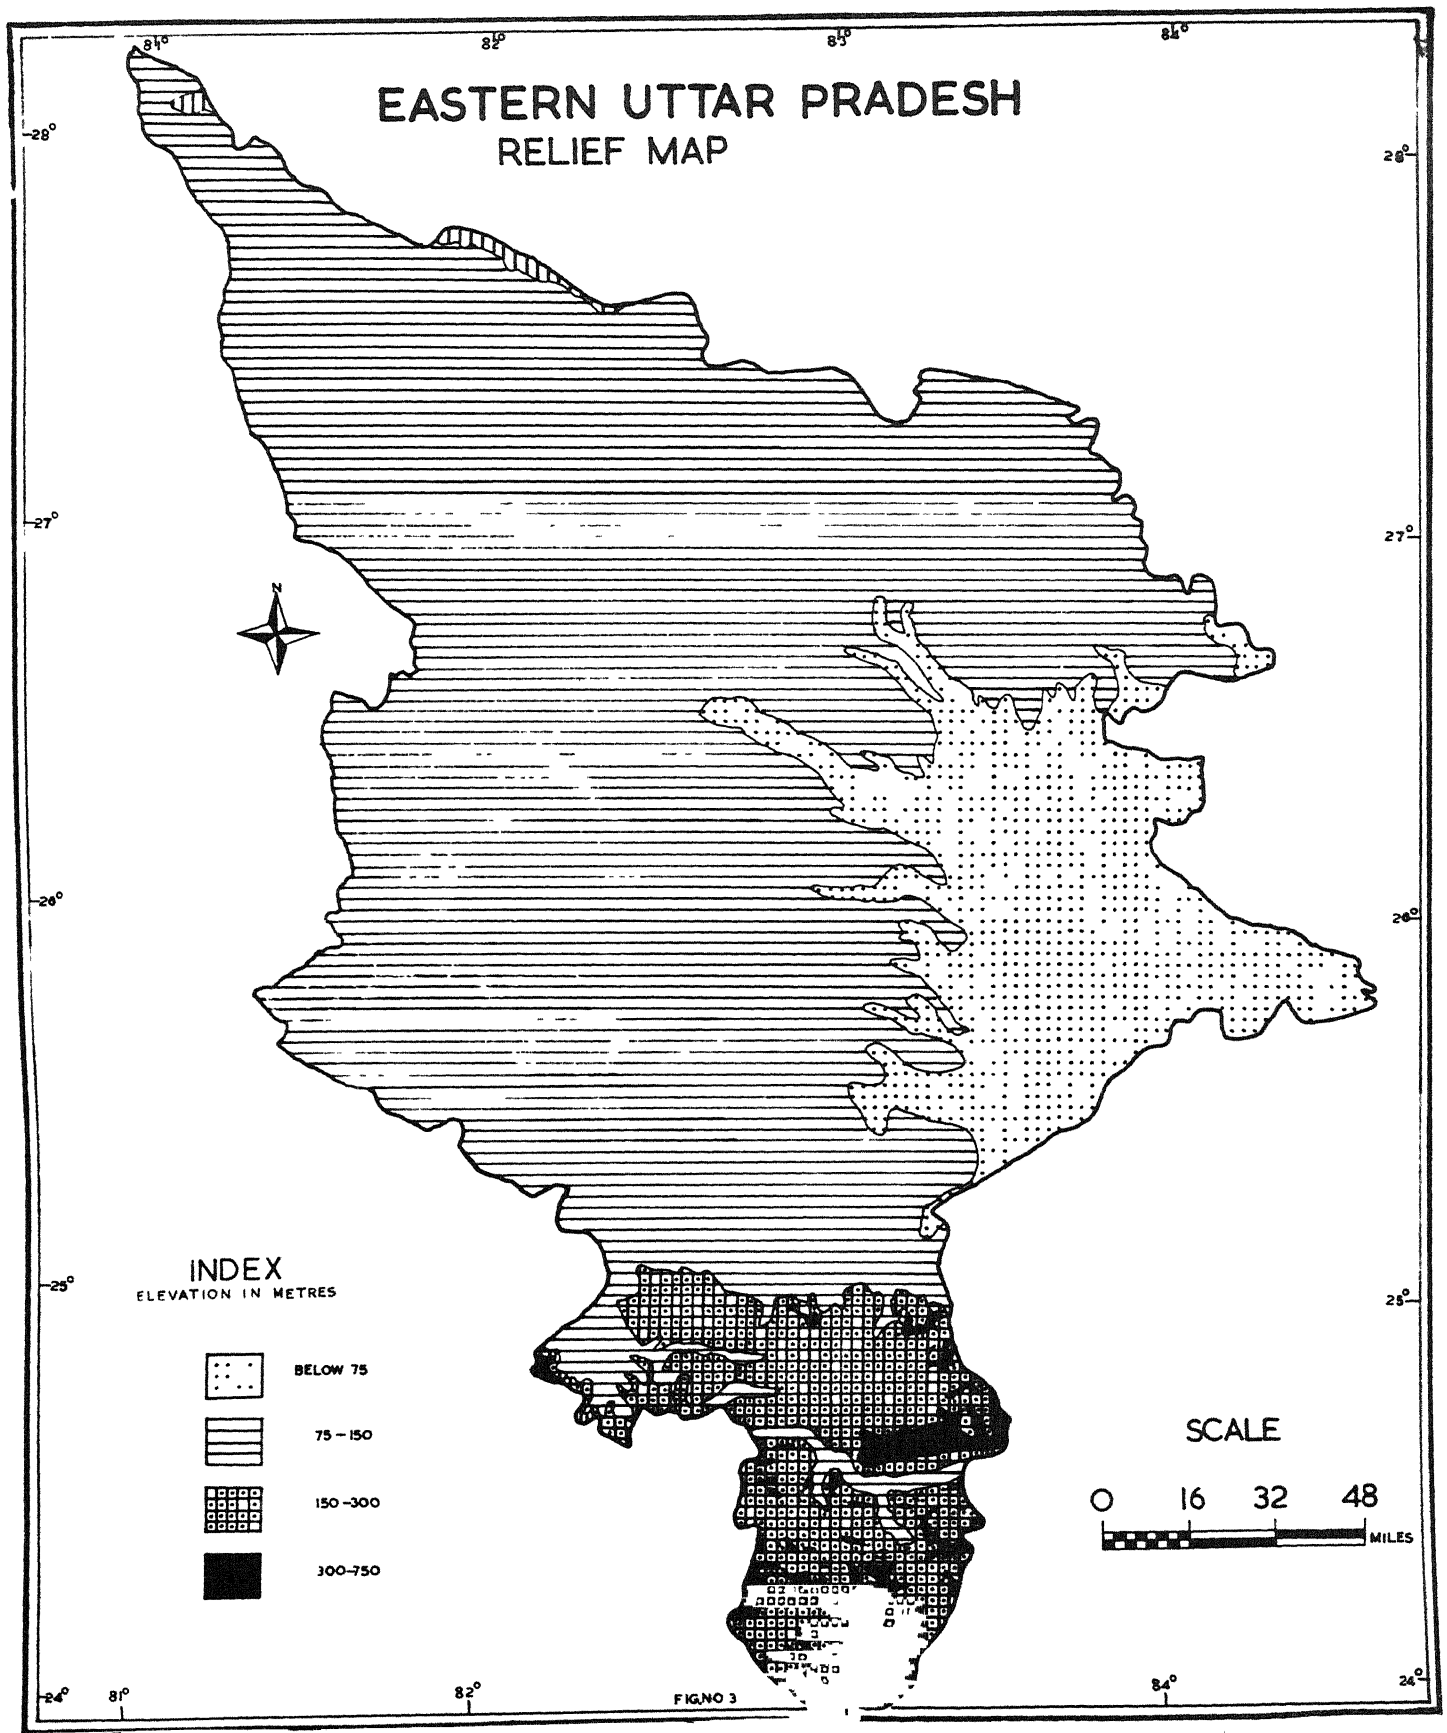 81° 82° 83° 84°
EASTERN UTTAR PRADESH
RELIEF MAP
28° 28°
27° 27°
N
26° 26°
INDEX
ELEVATION IN METRES
25° 25°
BELOW 75
75-150
150-300
300-750
SCALE
0 16 32 48
MILES
24° 24°
81° 82° 84°
FIG.NO 3